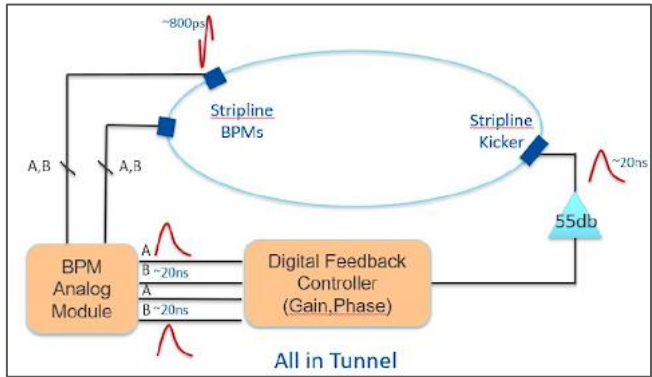 ~800ps
Stripline
BPMs
Stripline
Kicker
A,B
A,B
~20ns
55db
BPM
Analog
Module
A
B ~20ns
A
B ~20ns
Digital Feedback
Controller
(Gain,Phase)
All in Tunnel